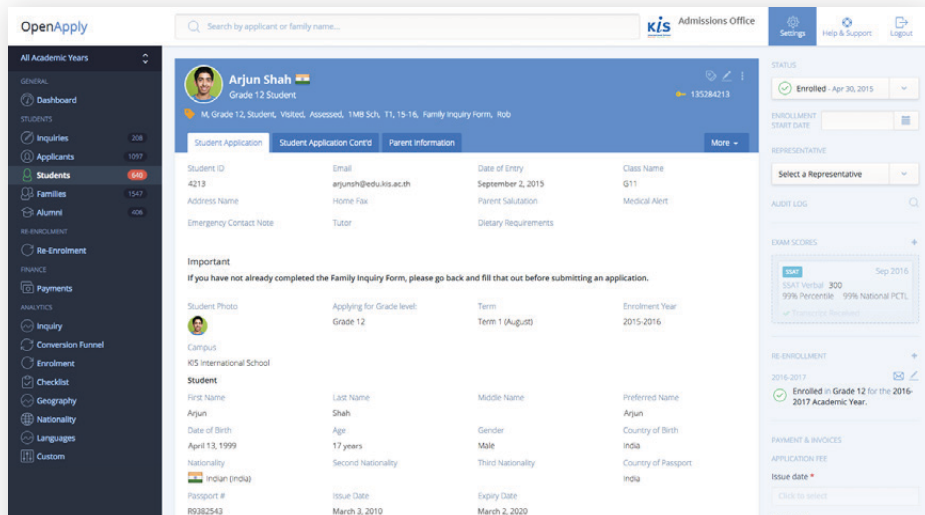 OpenApply
Search by applicant or family name...
KIS Admissions Office
Settings
Help & Support
Logout
All Academic Years
GENERAL
Dashboard
STUDENTS
Inquiries 208
Applicants 1097
Students 640
Families 1547
Alumni 406
RE-ENROLMENT
Re-Enrolment
FINANCE
Payments
ANALYTICS
Inquiry
Conversion Funnel
Enrolment
Checklist
Geography
Nationality
Languages
Custom
Arjun Shah
Grade 12 Student
135284213
M, Grade 12, Student, Visited, Assessed, 1MB Sch, T1, 15-16, Family Inquiry Form, Rob
Student Application Student Application Cont'd Parent Information More
Student ID Email Date of Entry Class Name
4213 arjunsh@edu.kis.ac.th September 2, 2015 G11
Address Name Home Fax Parent Salutation Medical Alert
Emergency Contact Note Tutor Dietary Requirements
Important
If you have not already completed the Family Inquiry Form, please go back and fill that out before submitting an application.
Student Photo Applying for Grade level: Term Enrolment Year
Grade 12 Term 1 (August) 2015-2016
Campus
KIS International School
Student
First Name Last Name Middle Name Preferred Name
Arjun Shah Arjun
Date of Birth Age Gender Country of Birth
April 13, 1999 17 years Male India
Nationality Second Nationality Third Nationality Country of Passport
Indian (India) India
Passport # Issue Date Expiry Date
R9382543 March 3, 2010 March 2, 2020
STATUS
Enrolled - Apr 30, 2015
ENROLLMENT
START DATE
REPRESENTATIVE
Select a Representative
AUDIT LOG
EXAM SCORES
SSAT Sep 2016
SSAT Verbal 300
99% Percentile 99% National PCTL
Transcript Received
RE-ENROLLMENT
2016-2017
Enrolled in Grade 12 for the 2016-
2017 Academic Year.
PAYMENT & INVOICES
APPLICATION FEE
Issue date *
Click to select